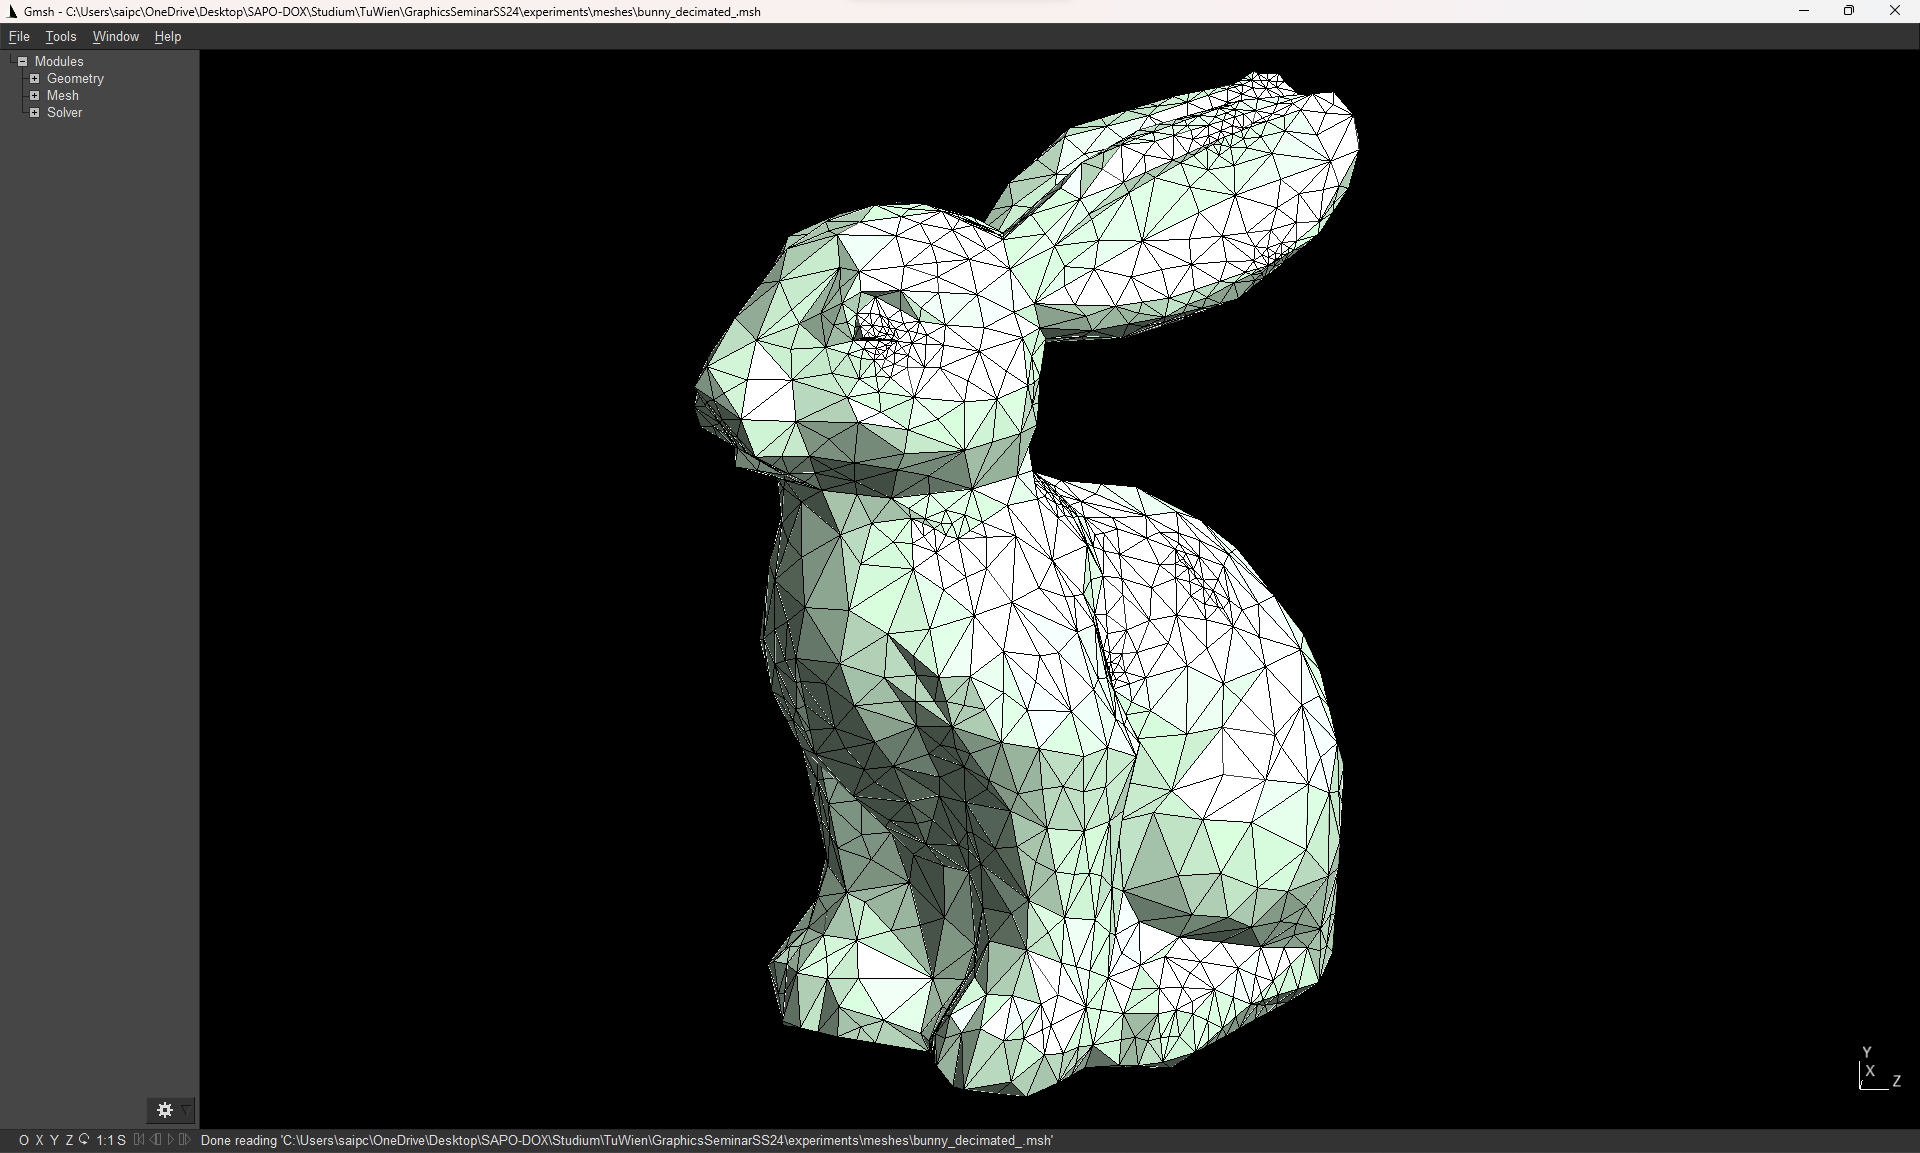 Gmsh - C:\Users\saipc\OneDrive\Desktop\SAPO-DOX\Studium\TuWien\GraphicsSeminarSS24\experiments\meshes\bunny_decimated_.msh
File Tools Window Help
Modules
Geometry
Mesh
Solver
Y
X
Z
O X Y Z 1:1 S Done reading 'C:\Users\saipc\OneDrive\Desktop\SAPO-DOX\Studium\TuWien\GraphicsSeminarSS24\experiments\meshes\bunny_decimated_.msh'